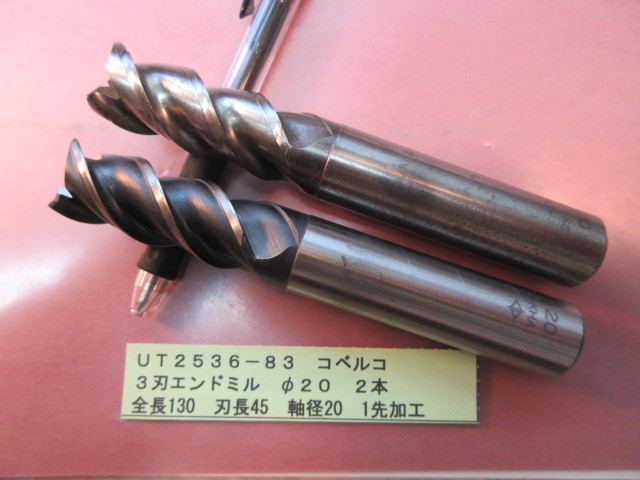 20
ＵＴ２５３６－８３　コベルコ
３刃エンドミル　φ２０　２本
全長130　刃長45　軸径20　1先加工